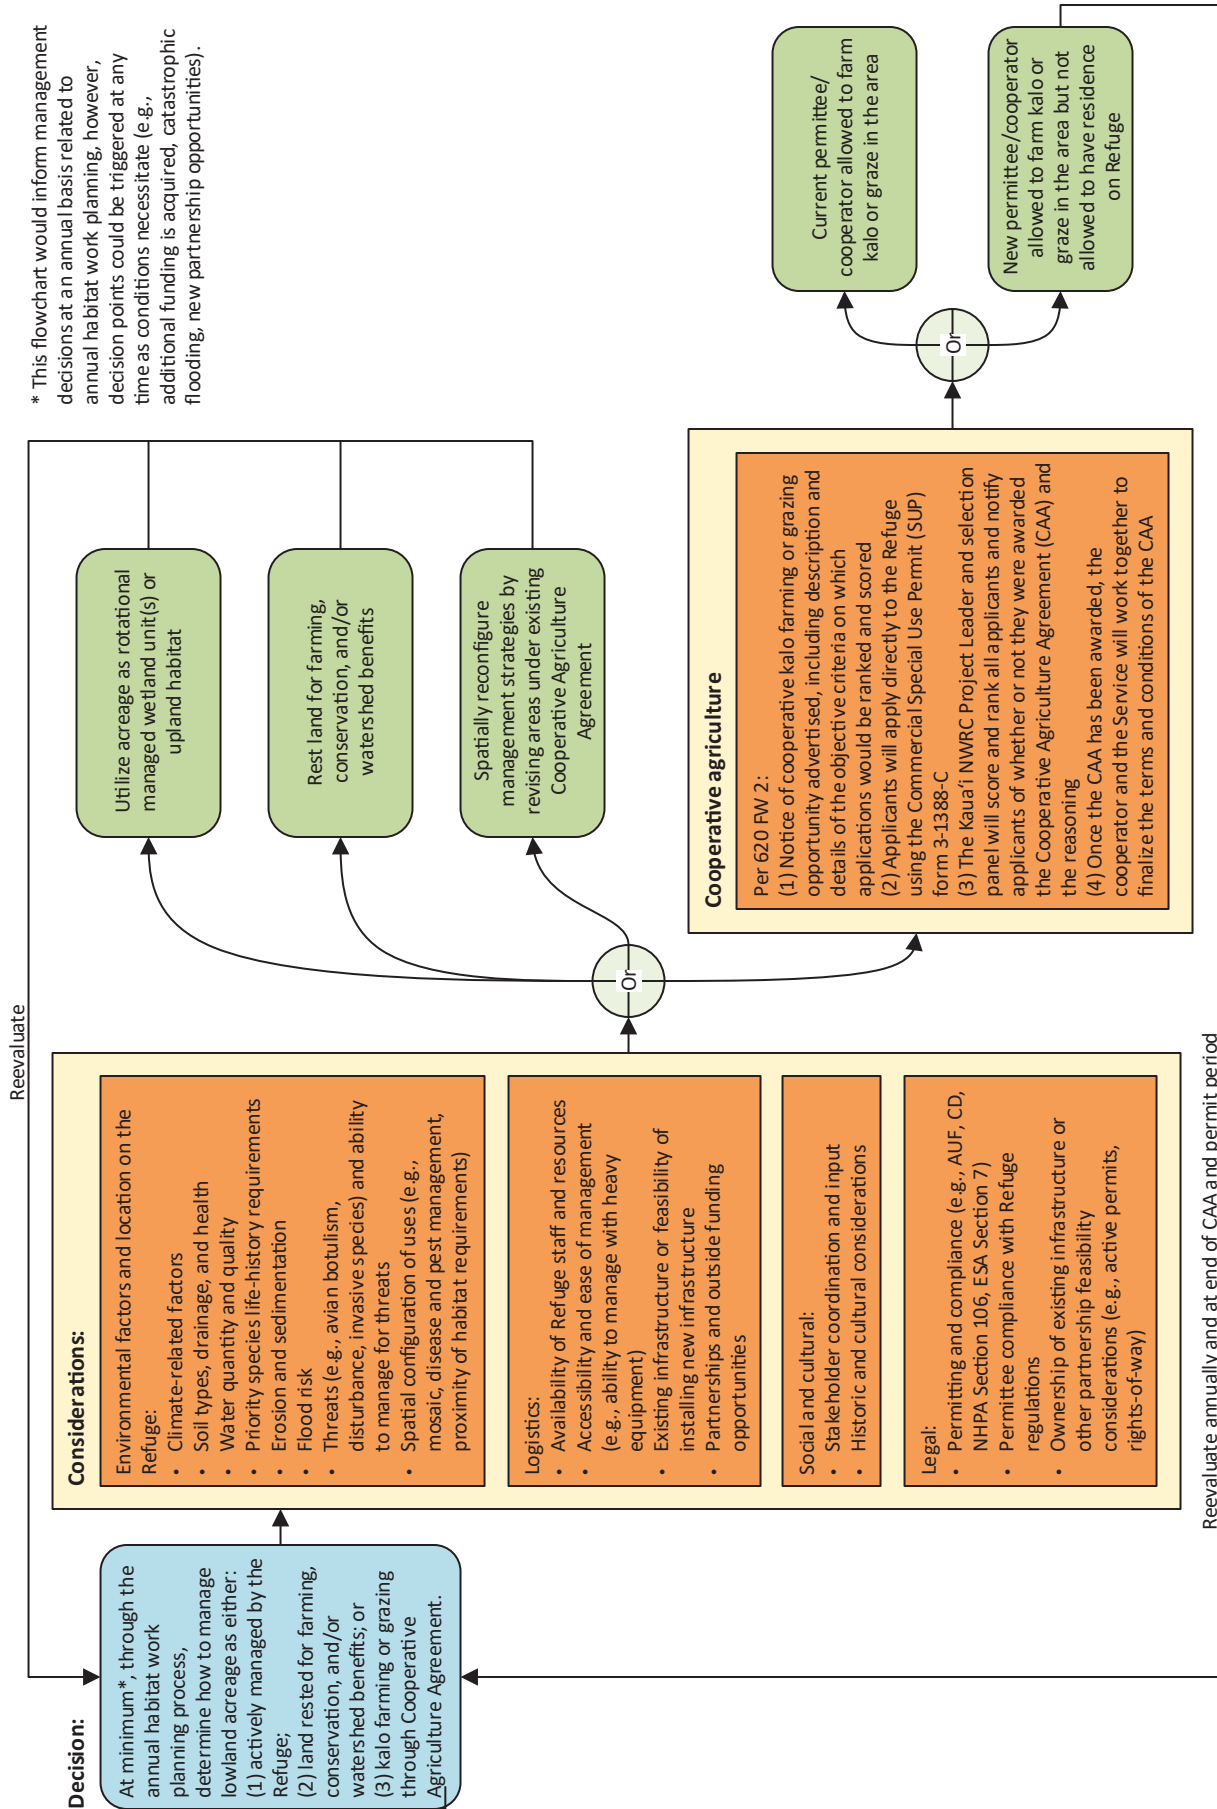 Reevaluate
Decision:
At minimum*, through the
annual habitat work
planning process,
determine how to manage
lowland acreage as either:
(1) actively managed by the
Refuge;
(2) land rested for farming,
conservation, and/or
watershed benefits; or
(3) kalo farming or grazing
through Cooperative
Agriculture Agreement.
Considerations:
Environmental factors and location on the
Refuge:
• Climate-related factors
• Soil types, drainage, and health
• Water quantity and quality
• Priority species life-history requirements
• Erosion and sedimentation
• Flood risk
• Threats (e.g., avian botulism,
disturbance, invasive species) and ability
to manage for threats
• Spatial configuration of uses (e.g.,
mosaic, disease and pest management,
proximity of habitat requirements)
Logistics:
• Availability of Refuge staff and resources
• Accessibility and ease of management
(e.g., ability to manage with heavy
equipment)
• Existing infrastructure or feasibility of
installing new infrastructure
• Partnerships and outside funding
opportunities
Social and cultural:
• Stakeholder coordination and input
• Historic and cultural considerations
Legal:
• Permitting and compliance (e.g., AUF, CD,
NHPA Section 106, ESA Section 7)
• Permittee compliance with Refuge
regulations
• Ownership of existing infrastructure or
other partnership feasibility
considerations (e.g., active permits,
rights-of-way)
Or
Utilize acreage as rotational
managed wetland unit(s) or
upland habitat
Rest land for farming,
conservation, and/or
watershed benefits
Spatially reconfigure
management strategies by
revising areas under existing
Cooperative Agriculture
Agreement
Cooperative agriculture
Per 620 FW 2:
(1) Notice of cooperative kalo farming or grazing
opportunity advertised, including description and
details of the objective criteria on which
applications would be ranked and scored
(2) Applicants will apply directly to the Refuge
using the Commercial Special Use Permit (SUP)
form 3-1388-C
(3) The Kauaʻi NWRC Project Leader and selection
panel will score and rank all applicants and notify
applicants of whether or not they were awarded
the Cooperative Agriculture Agreement (CAA) and
the reasoning
(4) Once the CAA has been awarded, the
cooperator and the Service will work together to
finalize the terms and conditions of the CAA
Or
Current permittee/
cooperator allowed to farm
kalo or graze in the area
New permittee/cooperator
allowed to farm kalo or
graze in the area but not
allowed to have residence
on Refuge
* This flowchart would inform management
decisions at an annual basis related to
annual habitat work planning, however,
decision points could be triggered at any
time as conditions necessitate (e.g.,
additional funding is acquired, catastrophic
flooding, new partnership opportunities).
Reevaluate annually and at end of CAA and permit period